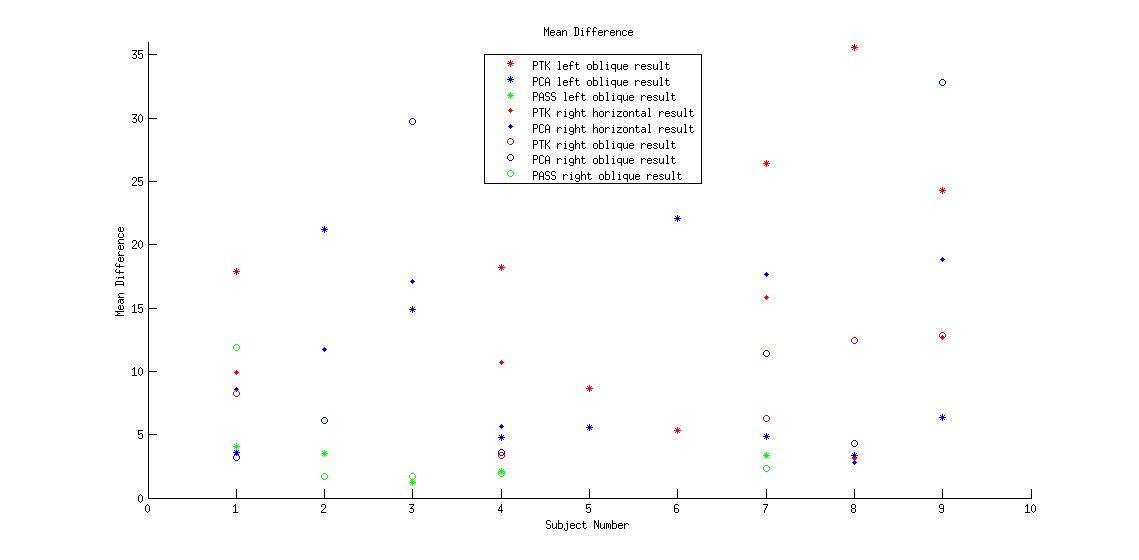 Mean Difference
PTK left oblique result
PCA left oblique result
PASS left oblique result
PTK right horizontal result
PCA right horizontal result
PTK right oblique result
PCA right oblique result
PASS right oblique result
Mean Difference
35
30
25
20
15
10
5
0
0 1 2 3 4 5 6 7 8 9 10
Subject Number